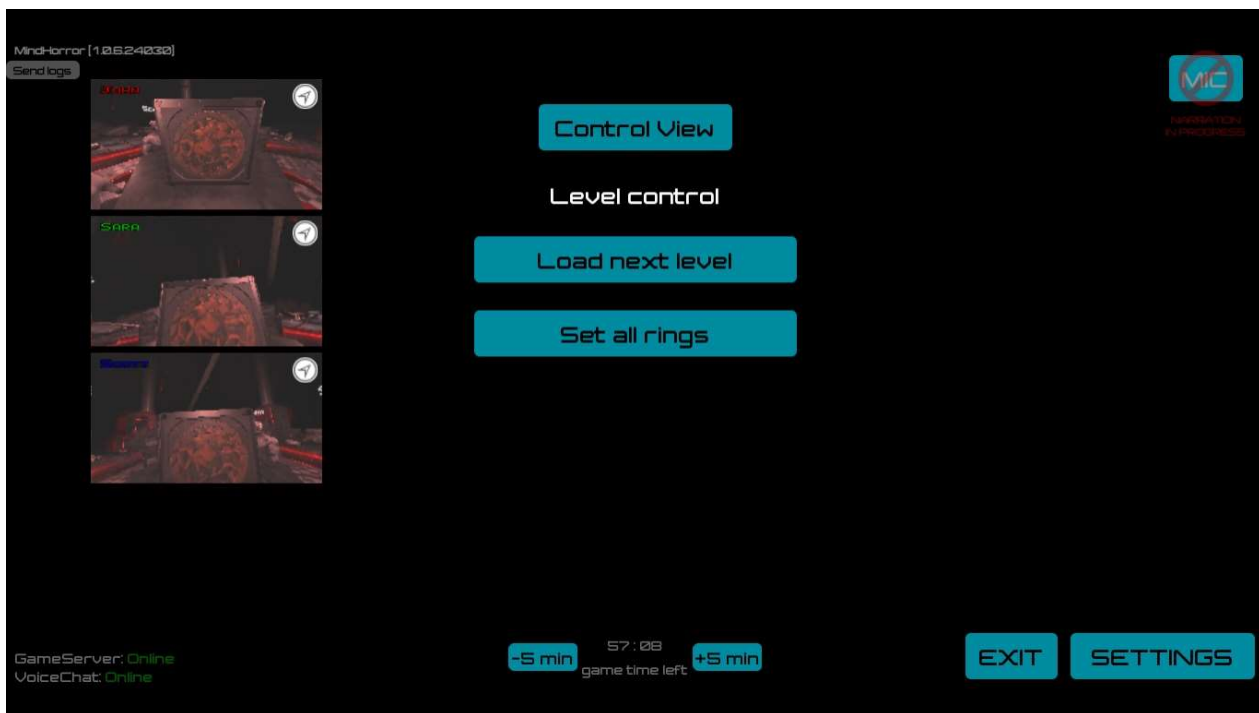 MindHorror [1.0.6.24030]
Send logs
MIC
NARRATION
IN PROGRESS
Control View
SARA
Level control
Load next level
Set all rings
57:08
-5 min
+5 min
game time left
GameServer: Online
VoiceChat: Online
EXIT
SETTINGS